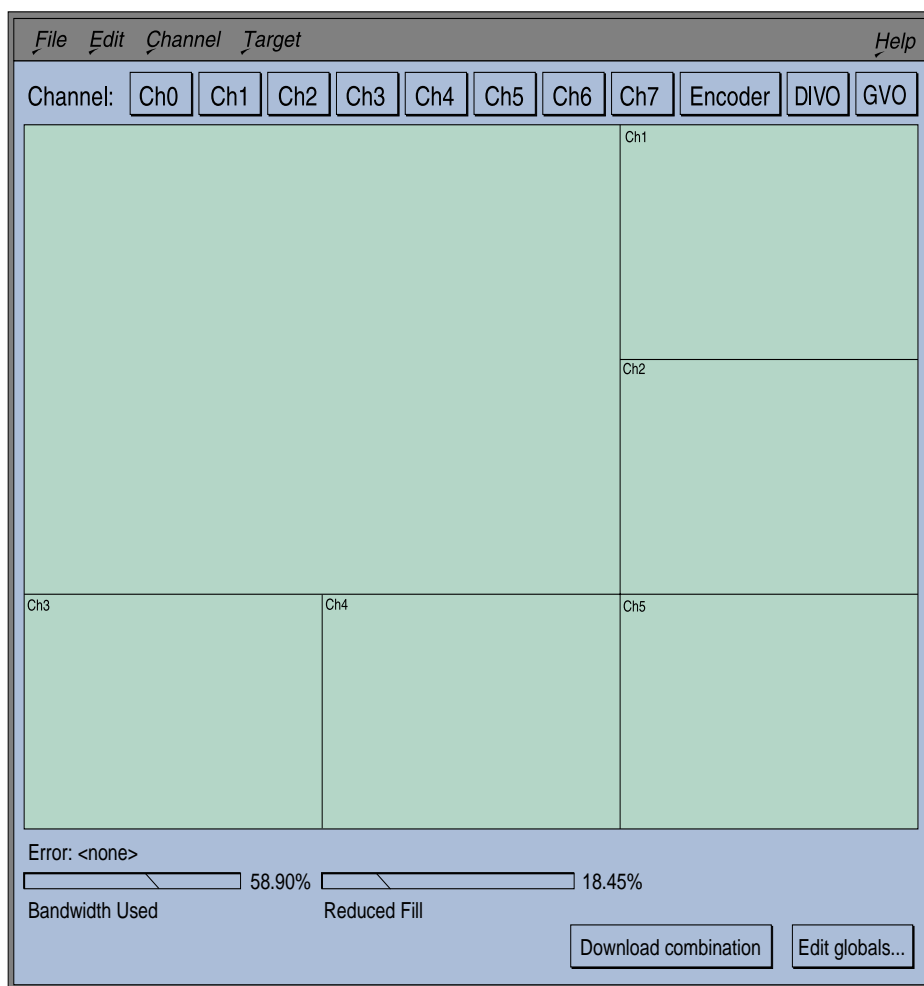 File Edit Channel Target Help
Channel: Ch0 Ch1 Ch2 Ch3 Ch4 Ch5 Ch6 Ch7 Encoder DIVO GVO
Ch1
Ch2
Ch3 Ch4 Ch5
Error: <none>
58.90% 18.45%
Bandwidth Used Reduced Fill
Download combination Edit globals...